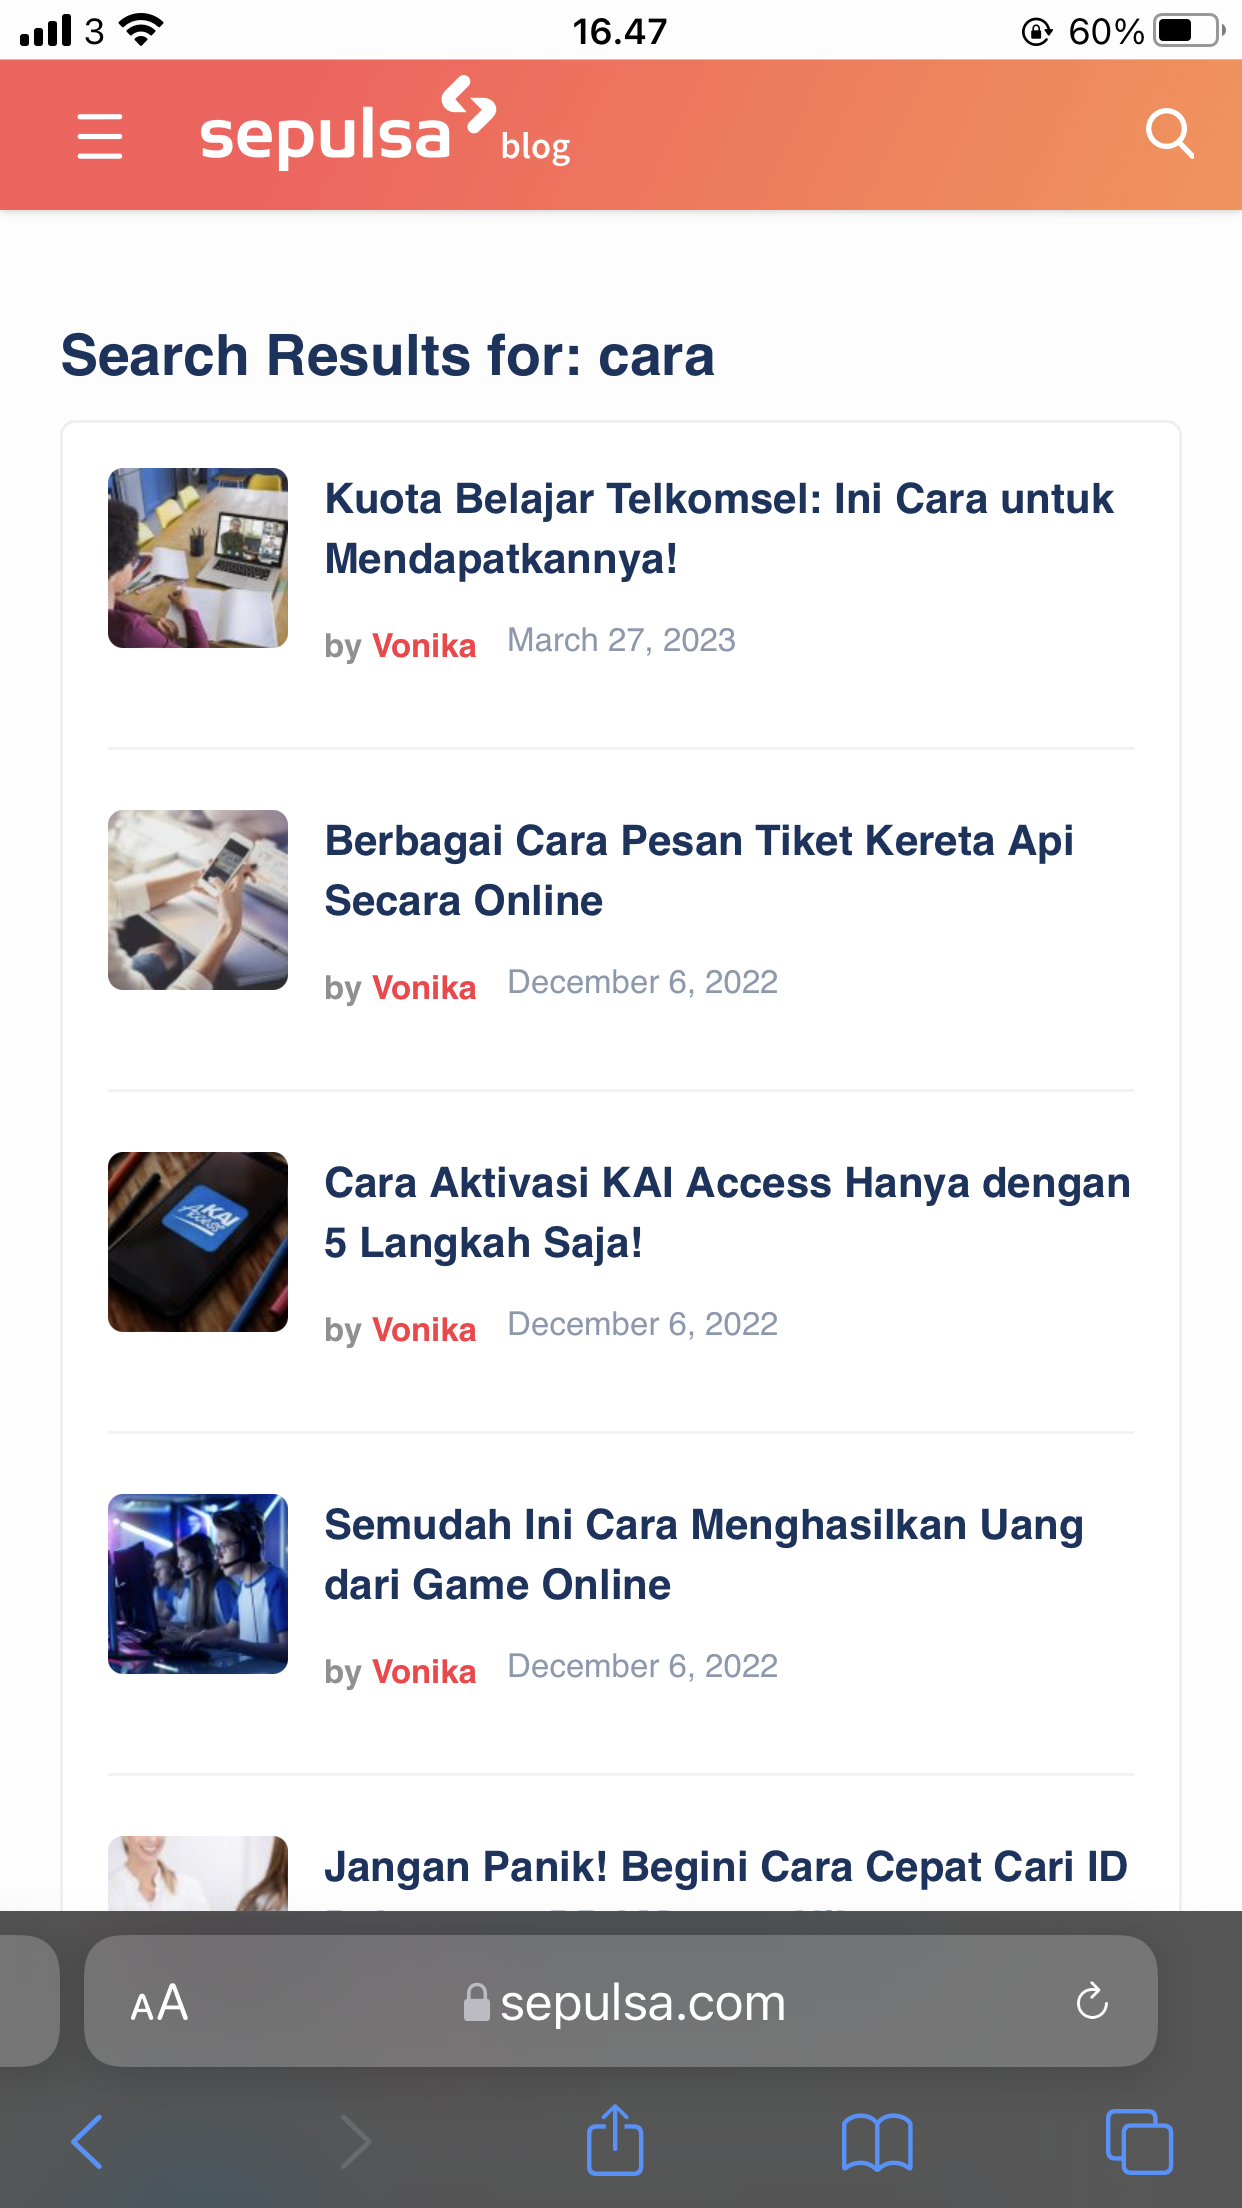 3 16.47 60%
sepulsa blog
Search Results for: cara
Kuota Belajar Telkomsel: Ini Cara untuk
Mendapatkannya!
by Vonika March 27, 2023
Berbagai Cara Pesan Tiket Kereta Api
Secara Online
by Vonika December 6, 2022
KAI
Access
Cara Aktivasi KAI Access Hanya dengan
5 Langkah Saja!
by Vonika December 6, 2022
Semudah Ini Cara Menghasilkan Uang
dari Game Online
by Vonika December 6, 2022
Jangan Panik! Begini Cara Cepat Cari ID
AA sepulsa.com